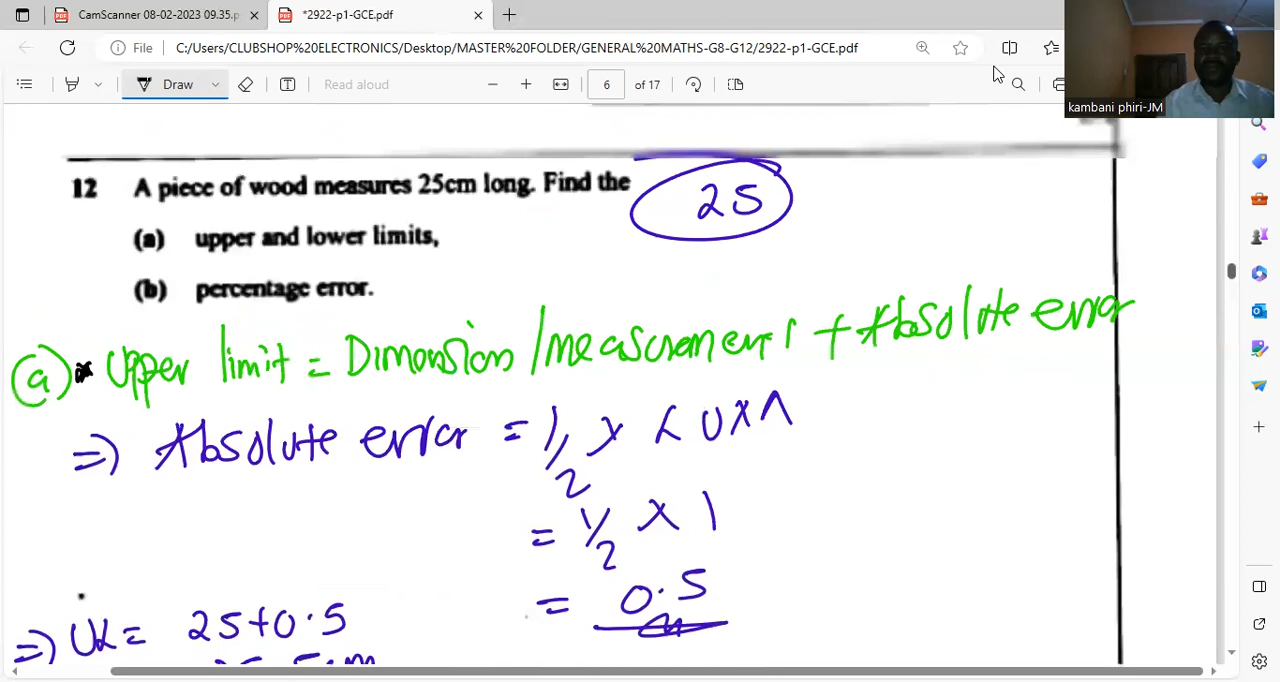 CamScanner 08-02-2023 09.35.p
*2922-p1-GCE.pdf
File
C:/Users/CLUBSHOP%20ELECTRONICS/Desktop/MASTER%20FOLDER/GENERAL%20MATHS-G8-G12/2922-p1-GCE.pdf
Draw
Read aloud
6 of 17
kambani phiri-JM
12 A piece of wood measures 25cm long. Find the
25
(a) upper and lower limits,
(b) percentage error.
(a) Upper limit = Dimension/measurement + Absolute error
=) Absolute error = 1/2 x L U X A
= 1/2 x 1
= 0.5
=) UL = 25+0.5
25.5cm